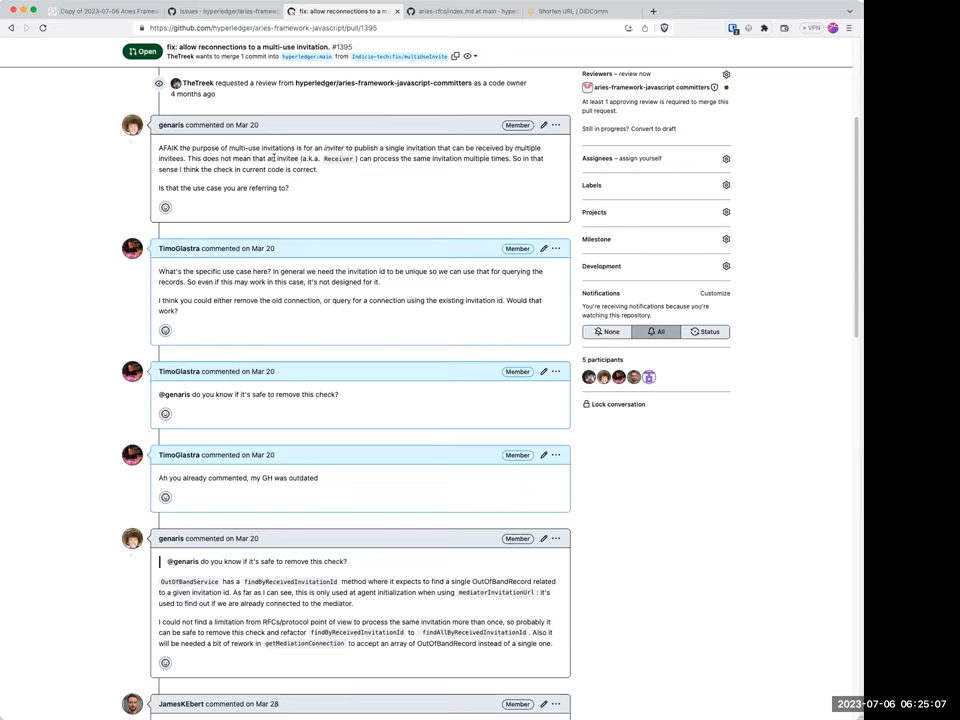 Copy of 2023-07-06 Aries Framew
Issues · hyperledger/aries-framew
fix: allow reconnections to a m
aries-rfcs/index.md at main · hyper
Shorten URL | DIDComm
https://github.com/hyperledger/aries-framework-javascript/pull/1395
VPN
Open
fix: allow reconnections to a multi-use invitation. #1395
TheTreek wants to merge 1 commit into hyperledger:main from Indicio-tech:fix/multiUseInvite
TheTreek requested a review from hyperledger/aries-framework-javascript-committers as a code owner
4 months ago
genaris commented on Mar 20
Member
AFAIK the purpose of multi-use invitations is for an inviter to publish a single invitation that can be received by multiple
invitees. This does not mean that an invitee (a.k.a. Receiver ) can process the same invitation multiple times. So in that
sense I think the check in current code is correct.
Is that the use case you are referring to?
TimoGlastra commented on Mar 20
Member
What's the specific use case here? In general we need the invitation id to be unique so we can use that for querying the
records. So even if this may work in this case, it's not designed for it.
I think you could either remove the old connection, or query for a connection using the existing invitation id. Would that
work?
TimoGlastra commented on Mar 20
Member
@genaris do you know if it's safe to remove this check?
TimoGlastra commented on Mar 20
Member
Ah you already commented, my GH was outdated
genaris commented on Mar 20
Member
@genaris do you know if it's safe to remove this check?
OutOfBandService has a findByReceivedInvitationId method where it expects to find a single OutOfBandRecord related
to a given invitation id. As far as I can see, this is only used at agent initialization when using mediatorInvitationUrl : it's
used to find out if we are already connected to the mediator.
I could not find a limitation from RFCs/protocol point of view to process the same invitation more than once, so probably it
can be safe to remove this check and refactor findByReceivedInvitationId to findAllByReceivedInvitationId . Also it
will be needed a bit of rework in getMediationConnection to accept an array of OutOfBandRecord instead of a single one.
JamesKEbert commented on Mar 28
Member
Reviewers – review now
aries-framework-javascript committers
At least 1 approving review is required to merge this
pull request.
Still in progress? Convert to draft
Assignees – assign yourself
Labels
Projects
Milestone
Development
Notifications
Customize
You're receiving notifications because you're
watching this repository.
None
All
Status
5 participants
Lock conversation
2023-07-06 06:25:07